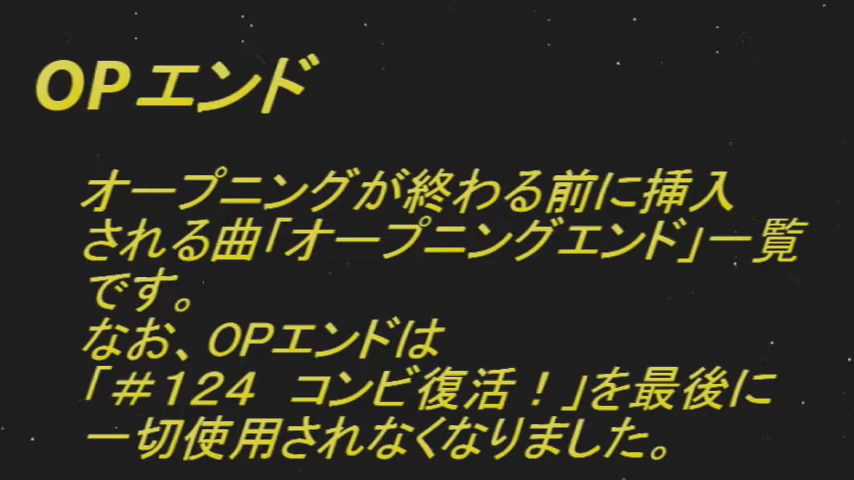 OPエンド
オープニングが終わる前に挿入
される曲「オープニングエンド」一覧
です。
なお、OPエンドは
「＃１２４　コンビ復活！」を最後に
一切使用されなくなりました。